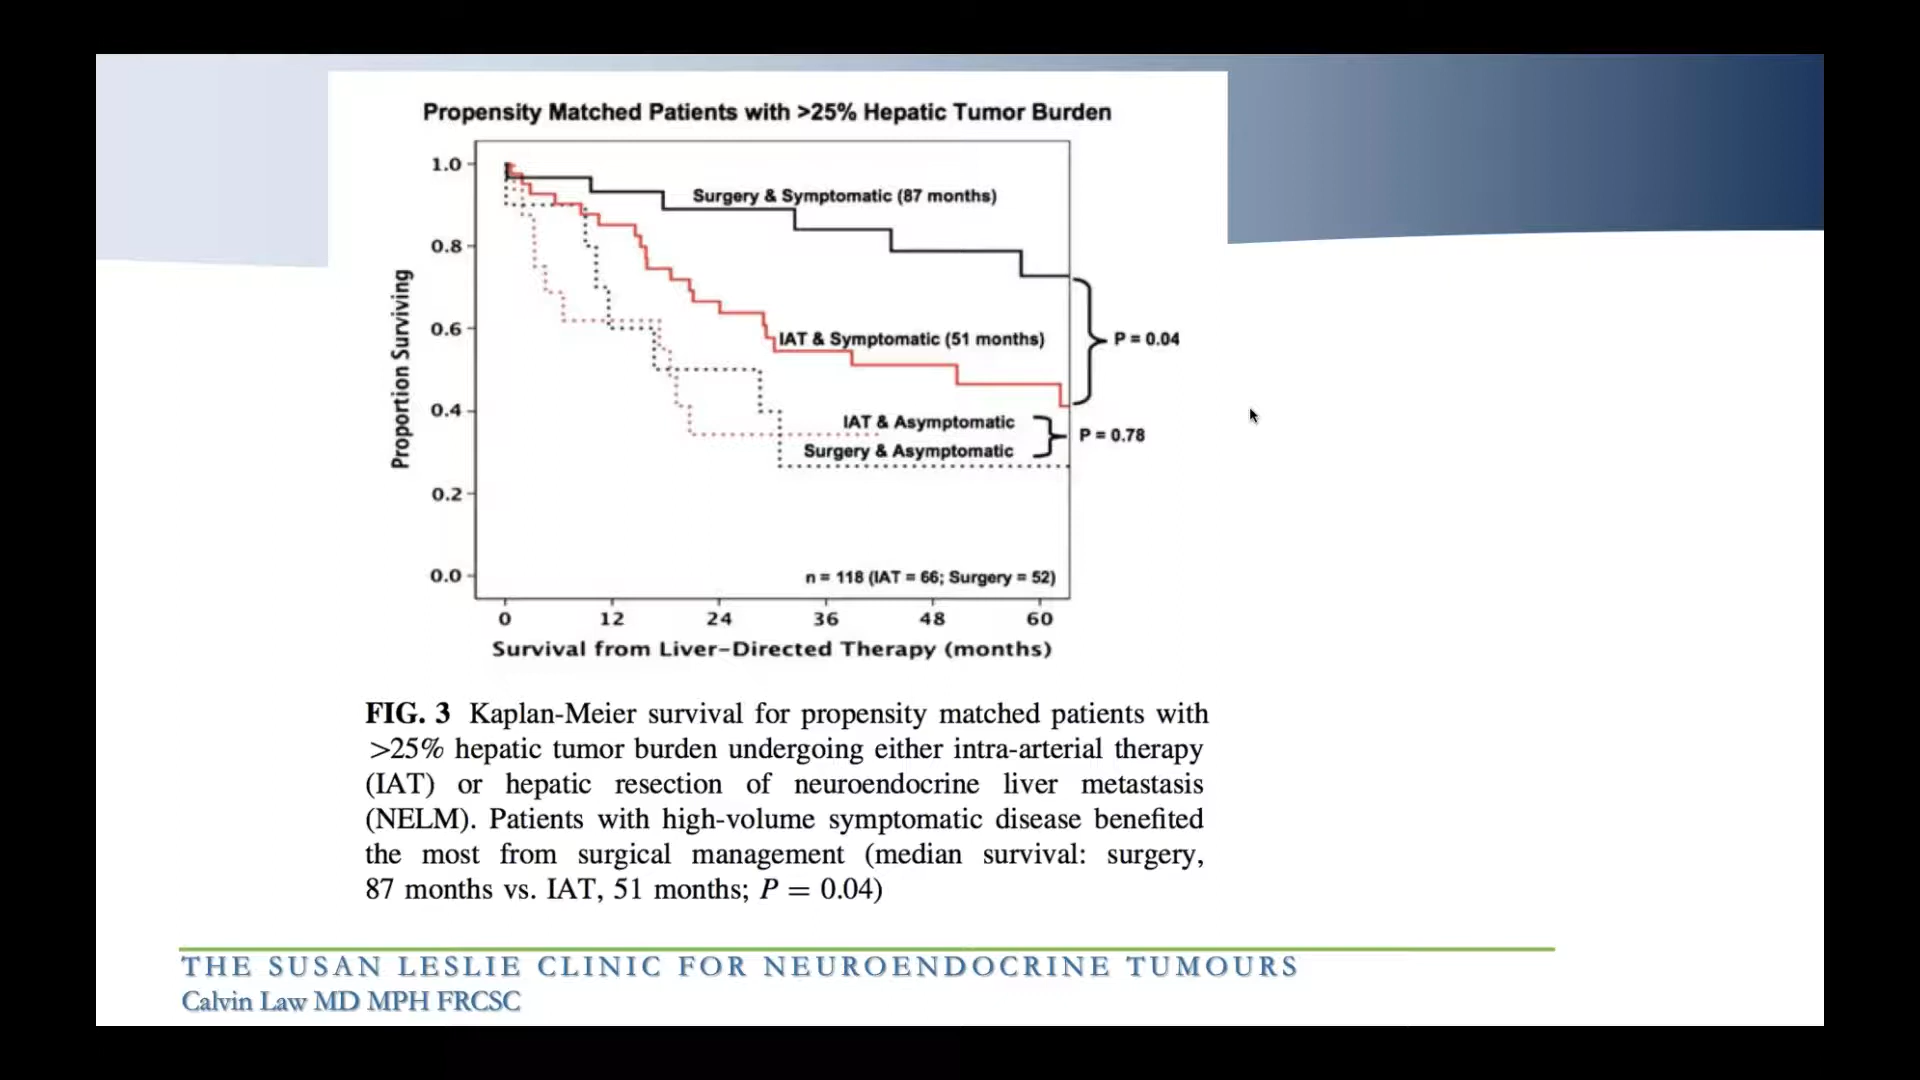 Propensity Matched Patients with >25% Hepatic Tumor Burden
1.0
0.8
0.6
0.4
0.2
0.0
Proportion Surviving
Surgery & Symptomatic (87 months)
IAT & Symptomatic (51 months)
P = 0.04
IAT & Asymptomatic
Surgery & Asymptomatic
P = 0.78
n = 118 (IAT = 66; Surgery = 52)
0 12 24 36 48 60
Survival from Liver-Directed Therapy (months)
FIG. 3 Kaplan-Meier survival for propensity matched patients with
>25% hepatic tumor burden undergoing either intra-arterial therapy
(IAT) or hepatic resection of neuroendocrine liver metastasis
(NELM). Patients with high-volume symptomatic disease benefited
the most from surgical management (median survival: surgery,
87 months vs. IAT, 51 months; P = 0.04)
THE SUSAN LESLIE CLINIC FOR NEUROENDOCRINE TUMOURS
Calvin Law MD MPH FRCSC